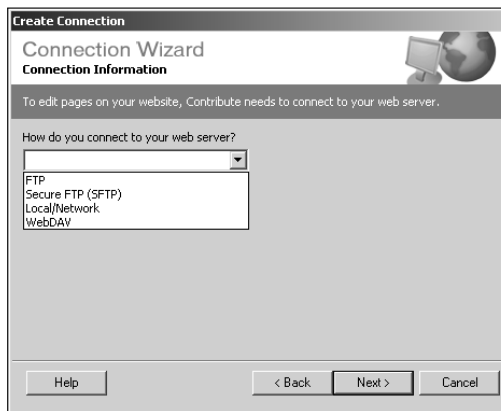 Create Connection
Connection Wizard
Connection Information
To edit pages on your website, Contribute needs to connect to your web server.
How do you connect to your web server?
FTP
Secure FTP (SFTP)
Local/Network
WebDAV
Help
< Back
Next >
Cancel